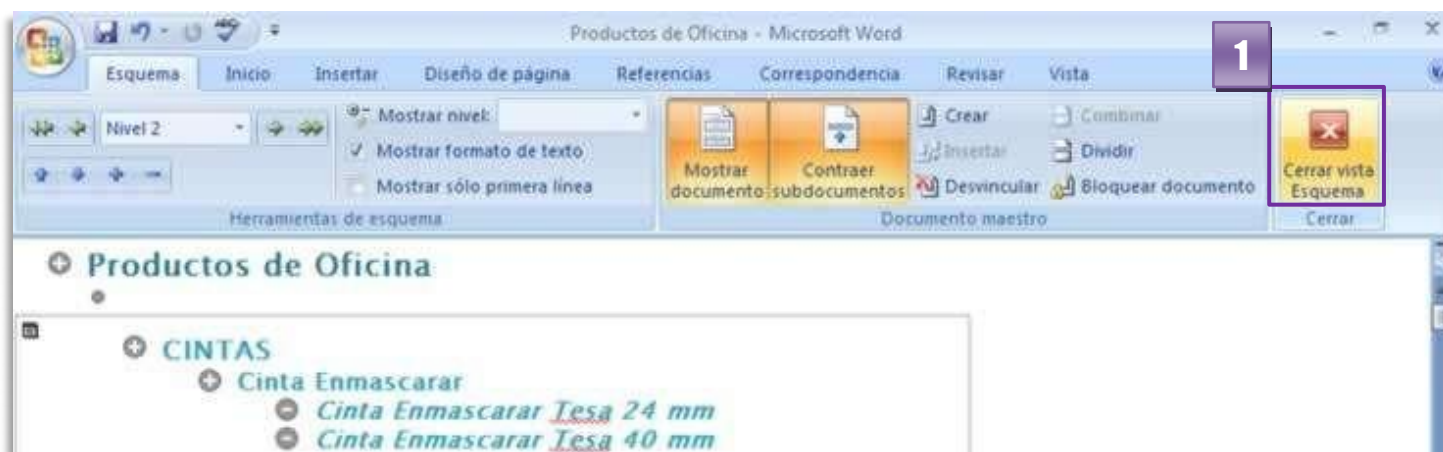 Productos de Oficina - Microsoft Word
1
Esquema Inicio Insertar Diseño de página Referencias Correspondencia Revisar Vista
Nivel 2
Mostrar nivel:
Mostrar formato de texto
Mostrar sólo primera línea
Herramientas de esquema
Mostrar documento
Contraer subdocumentos
Crear
Insertar
Desvincular
Combinar
Dividir
Bloquear documento
Documento maestro
Cerrar vista
Esquema
Cerrar
Productos de Oficina
CINTAS
Cinta Enmascarar
Cinta Enmascarar Tesa 24 mm
Cinta Enmascarar Tesa 40 mm